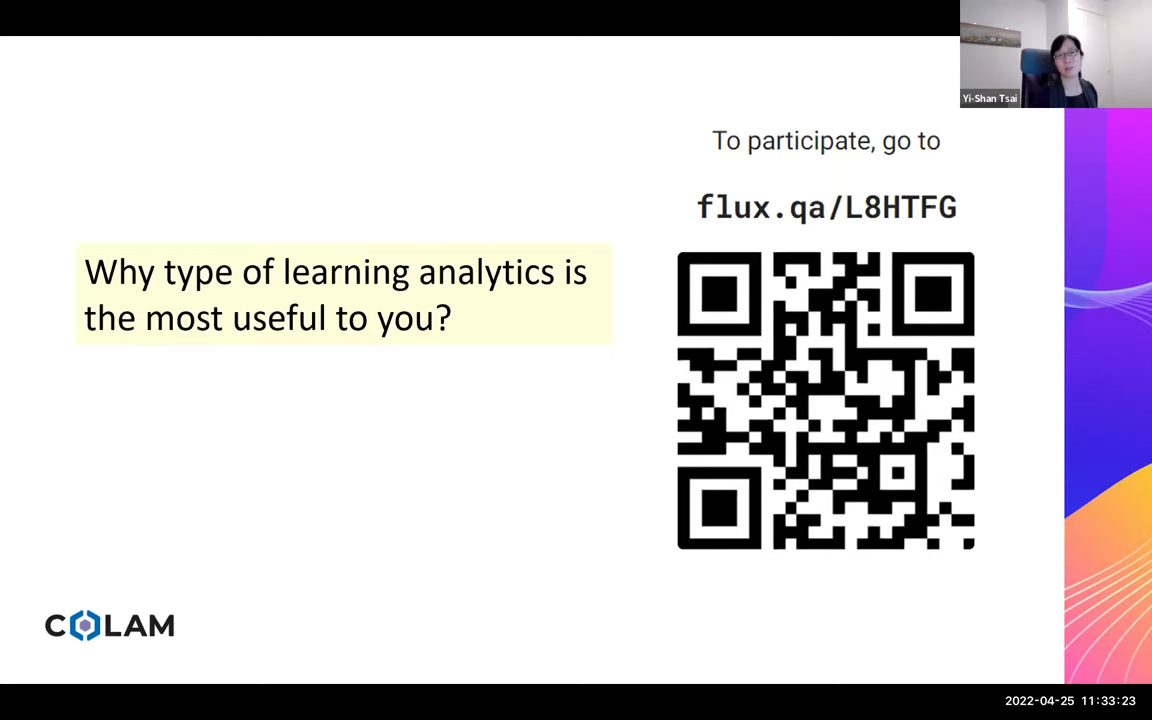 Yi-Shan Tsai
To participate, go to
flux.qa/L8HTFG
Why type of learning analytics is
the most useful to you?
COLAM
2022-04-25 11:33:23